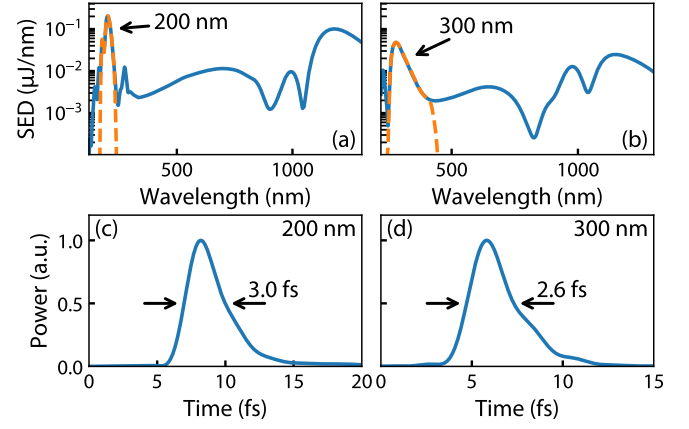 200 nm
300 nm
10⁻¹
10⁻²
10⁻³
SED (µJ/nm)
(a)
(b)
500
1000
500
1000
Wavelength (nm)
Wavelength (nm)
(c)
200 nm
(d)
300 nm
1.0
0.5
0.0
Power (a.u.)
3.0 fs
2.6 fs
0
5
10
15
20
0
5
10
15
Time (fs)
Time (fs)